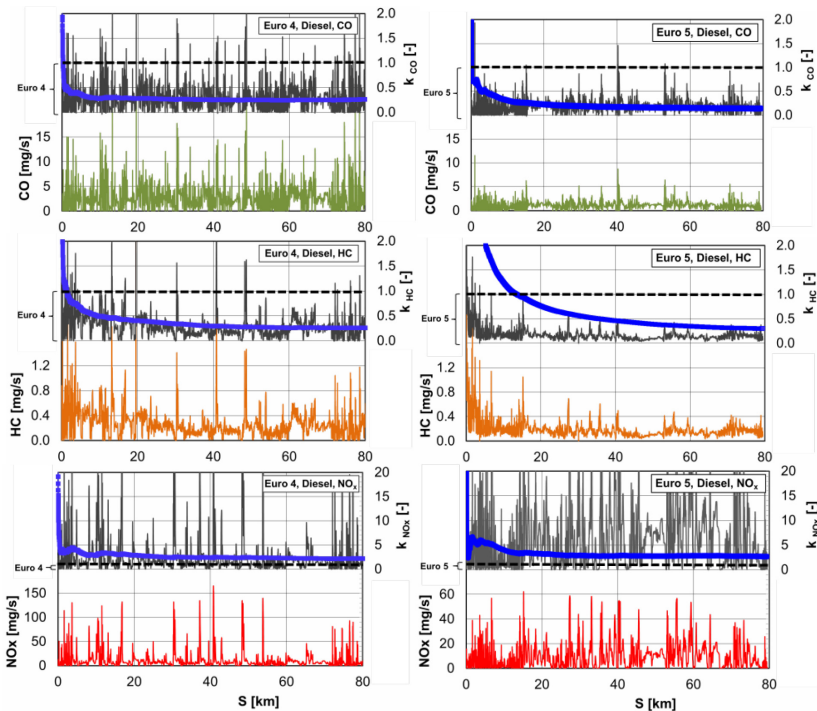 Euro 4, Diesel, CO
2.0
1.5
1.0
0.5
0.0
k CO [-]
Euro 4
15
10
5
0
CO [mg/s]
0 20 40 60 80
Euro 5, Diesel, CO
2.0
1.5
1.0
0.5
0.0
k CO [-]
Euro 5
15
10
5
0
CO [mg/s]
0 20 40 60 80
Euro 4, Diesel, HC
2.0
1.5
1.0
0.5
0.0
k HC [-]
Euro 4
1.2
0.8
0.4
0.0
HC [mg/s]
0 20 40 60 80
Euro 5, Diesel, HC
2.0
1.5
1.0
0.5
0.0
k HC [-]
Euro 5
1.2
0.8
0.4
0.0
HC [mg/s]
0 20 40 60 80
Euro 4, Diesel, NOx
20
15
10
5
0
k NOx [-]
Euro 4
150
100
50
0
NOx [mg/s]
0 20 40 60 80
S [km]
Euro 5, Diesel, NOx
20
15
10
5
0
k NOx [-]
Euro 5
60
40
20
0
NOx [mg/s]
0 20 40 60 80
S [km]